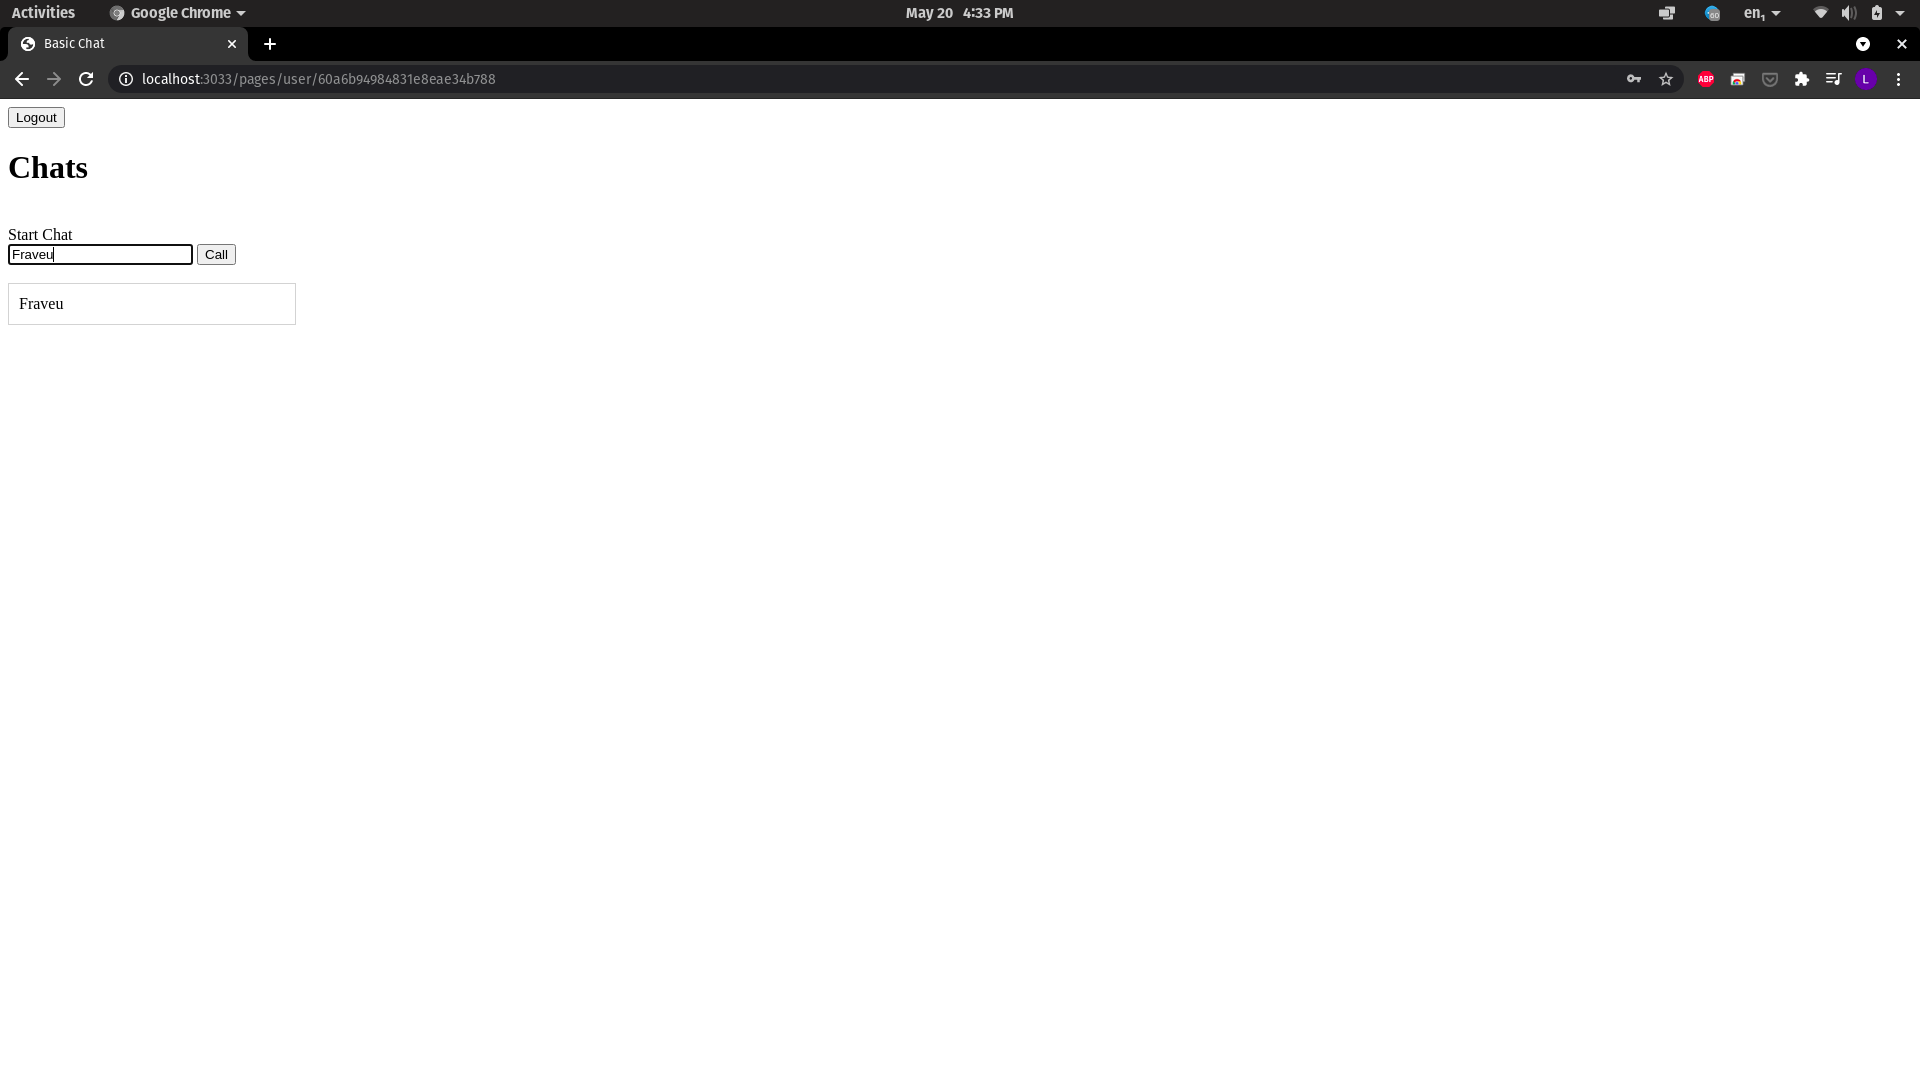 Activities
Google Chrome
May 20 4:33 PM
en1
Basic Chat
localhost:3033/pages/user/60a6b94984831e8eae34b788
ABP
L
Logout
Chats
Start Chat
Fraveu
Call
Fraveu